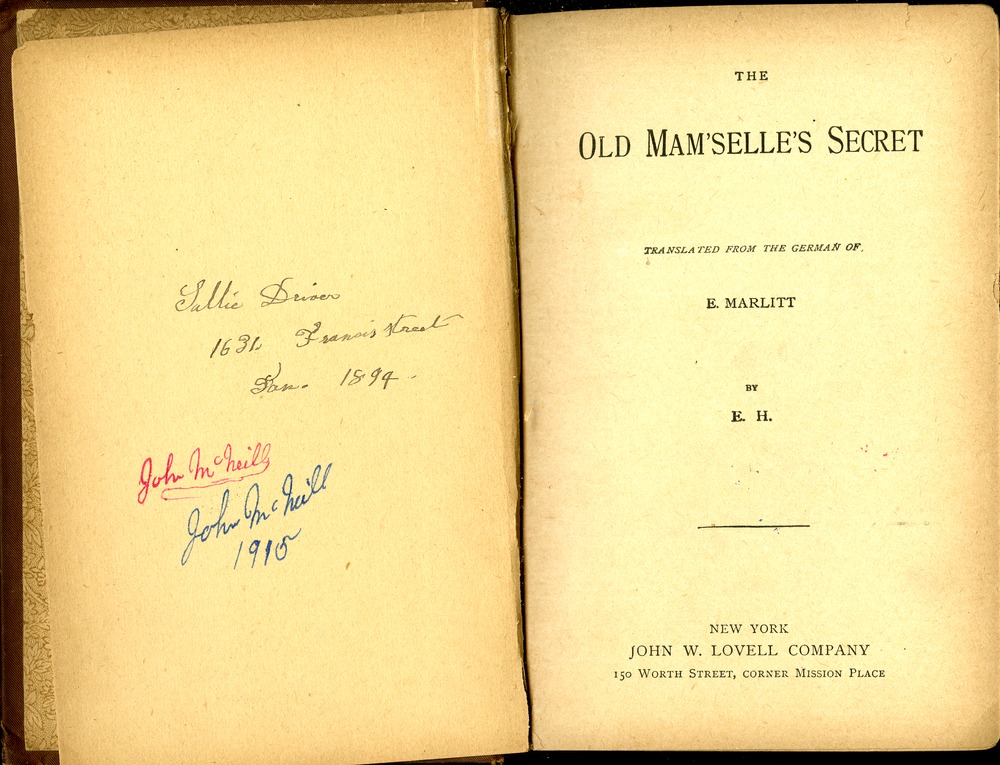 Sallie Driver
1631 Francis street
Jan. 1894.
John McNeill
John McNeill
1915
THE
OLD MAM'SELLE'S SECRET
TRANSLATED FROM THE GERMAN OF
E. MARLITT
BY
E. H.
NEW YORK
JOHN W. LOVELL COMPANY
150 WORTH STREET, CORNER MISSION PLACE